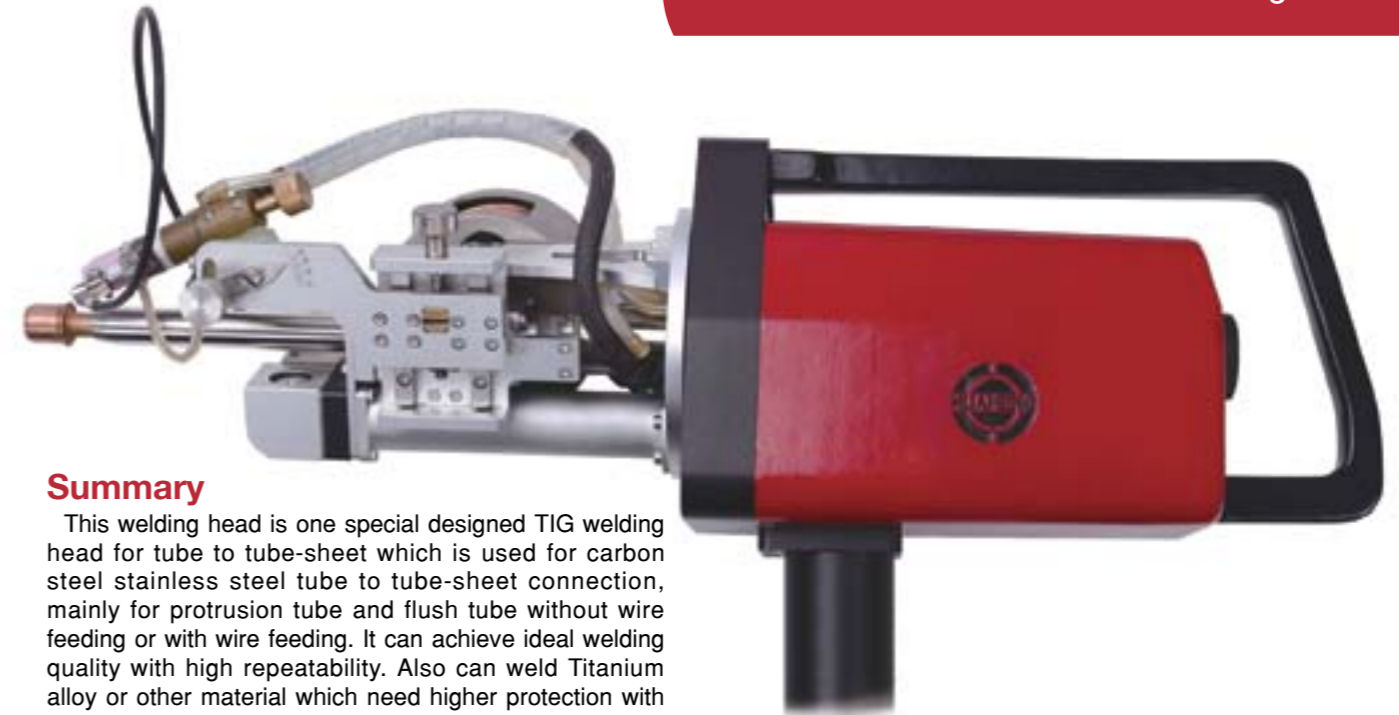 Summary
This welding head is one special designed TIG welding
head for tube to tube-sheet which is used for carbon
steel stainless steel tube to tube-sheet connection,
mainly for protrusion tube and flush tube without wire
feeding or with wire feeding. It can achieve ideal welding
quality with high repeatability. Also can weld Titanium
alloy or other material which need higher protection with